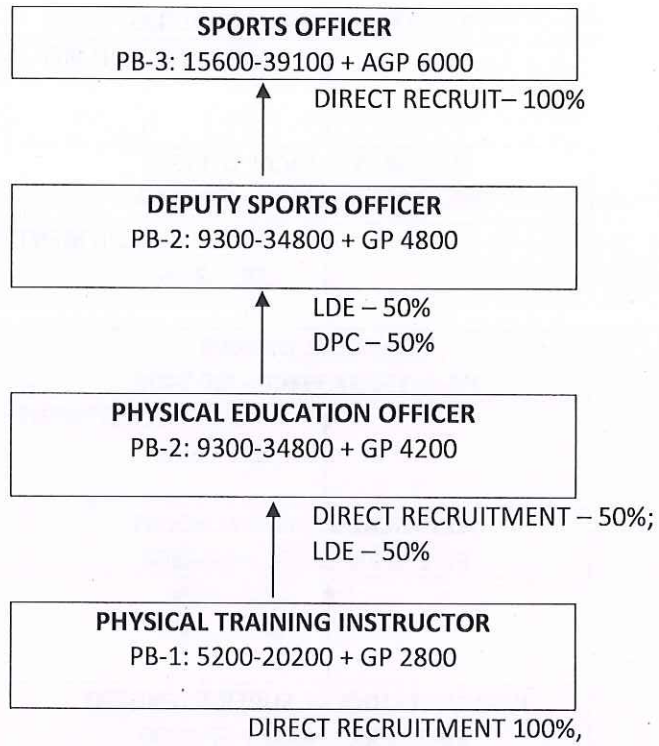 SPORTS OFFICER
PB-3: 15600-39100 + AGP 6000
DIRECT RECRUIT– 100%
DEPUTY SPORTS OFFICER
PB-2: 9300-34800 + GP 4800
LDE – 50%
DPC – 50%
PHYSICAL EDUCATION OFFICER
PB-2: 9300-34800 + GP 4200
DIRECT RECRUITMENT – 50%;
LDE – 50%
PHYSICAL TRAINING INSTRUCTOR
PB-1: 5200-20200 + GP 2800
DIRECT RECRUITMENT 100%,